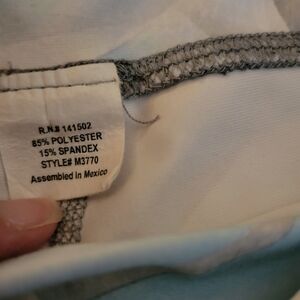 R.N.# 141502
85% POLYESTER
15% SPANDEX
STYLE# M3770
Assembled in Mexico